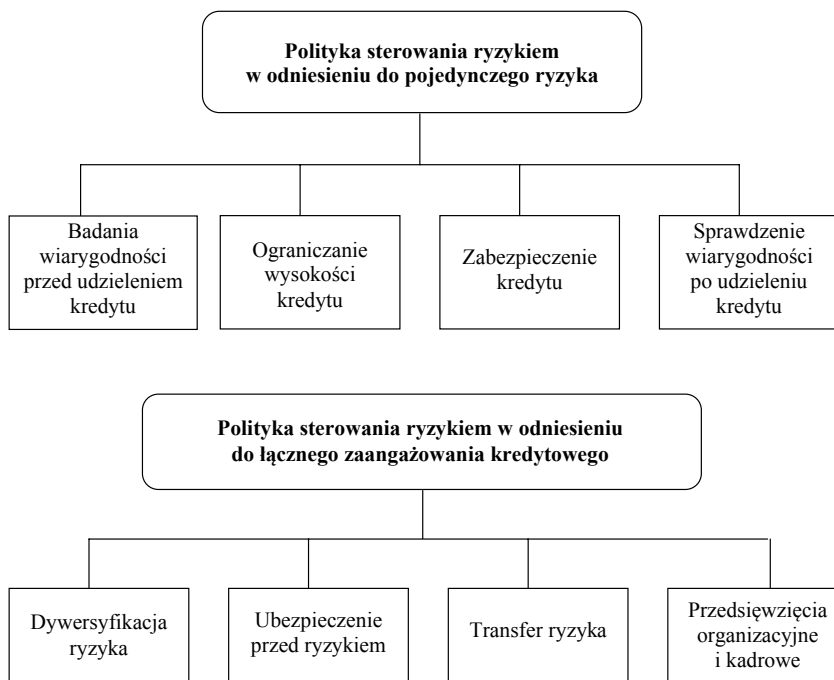 Polityka sterowania ryzykiem
w odniesieniu do pojedynczego ryzyka
Badania
wiarygodności
przed udzieleniem
kredytu
Ograniczanie
wysokości
kredytu
Zabezpieczenie
kredytu
Sprawdzenie
wiarygodności
po udzieleniu
kredytu
Polityka sterowania ryzykiem w odniesieniu
do łącznego zaangażowania kredytowego
Dywersyfikacja
ryzyka
Ubezpieczenie
przed ryzykiem
Transfer ryzyka
Przedsięwzięcia
organizacyjne
i kadrowe